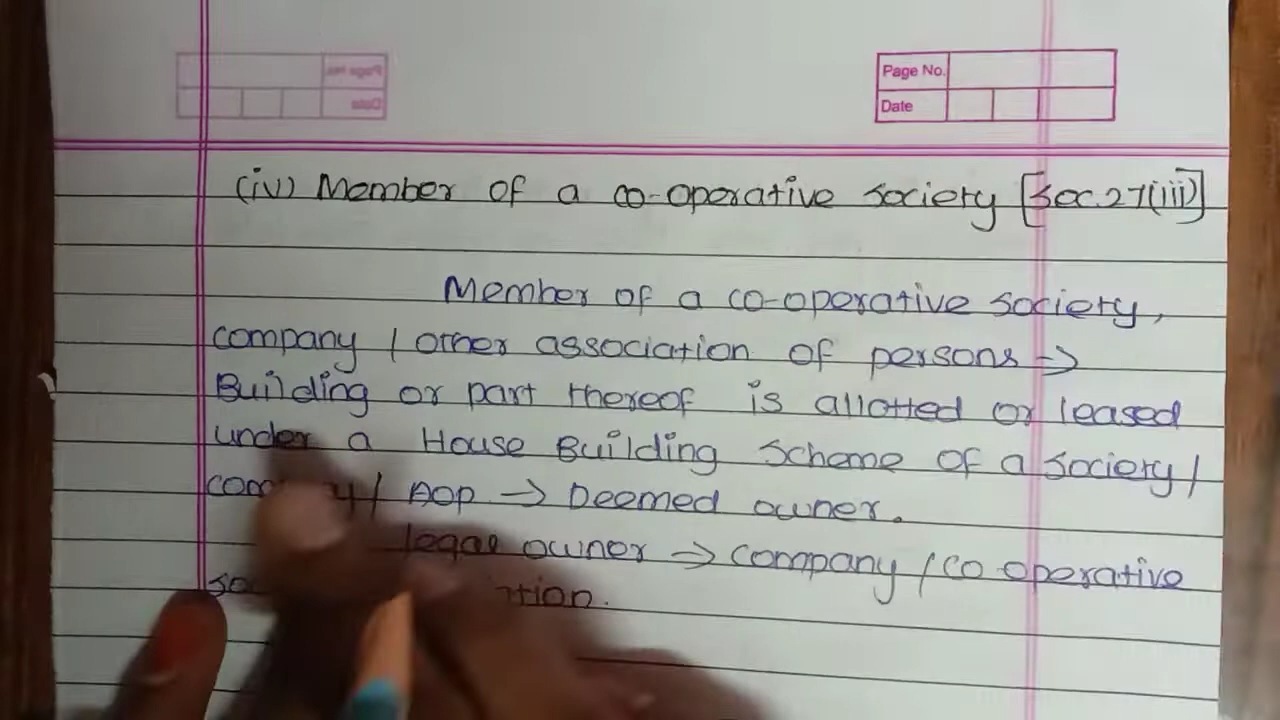 Page No.
Date
(iv) Member of a co-operative society [Sec.27(iii)]
Member of a co-operative society,
company / other association of persons →
Building or part thereof is allotted or leased
under a House Building Scheme of a society /
/ AOP → Deemed owner.
legal owner → company / co operative